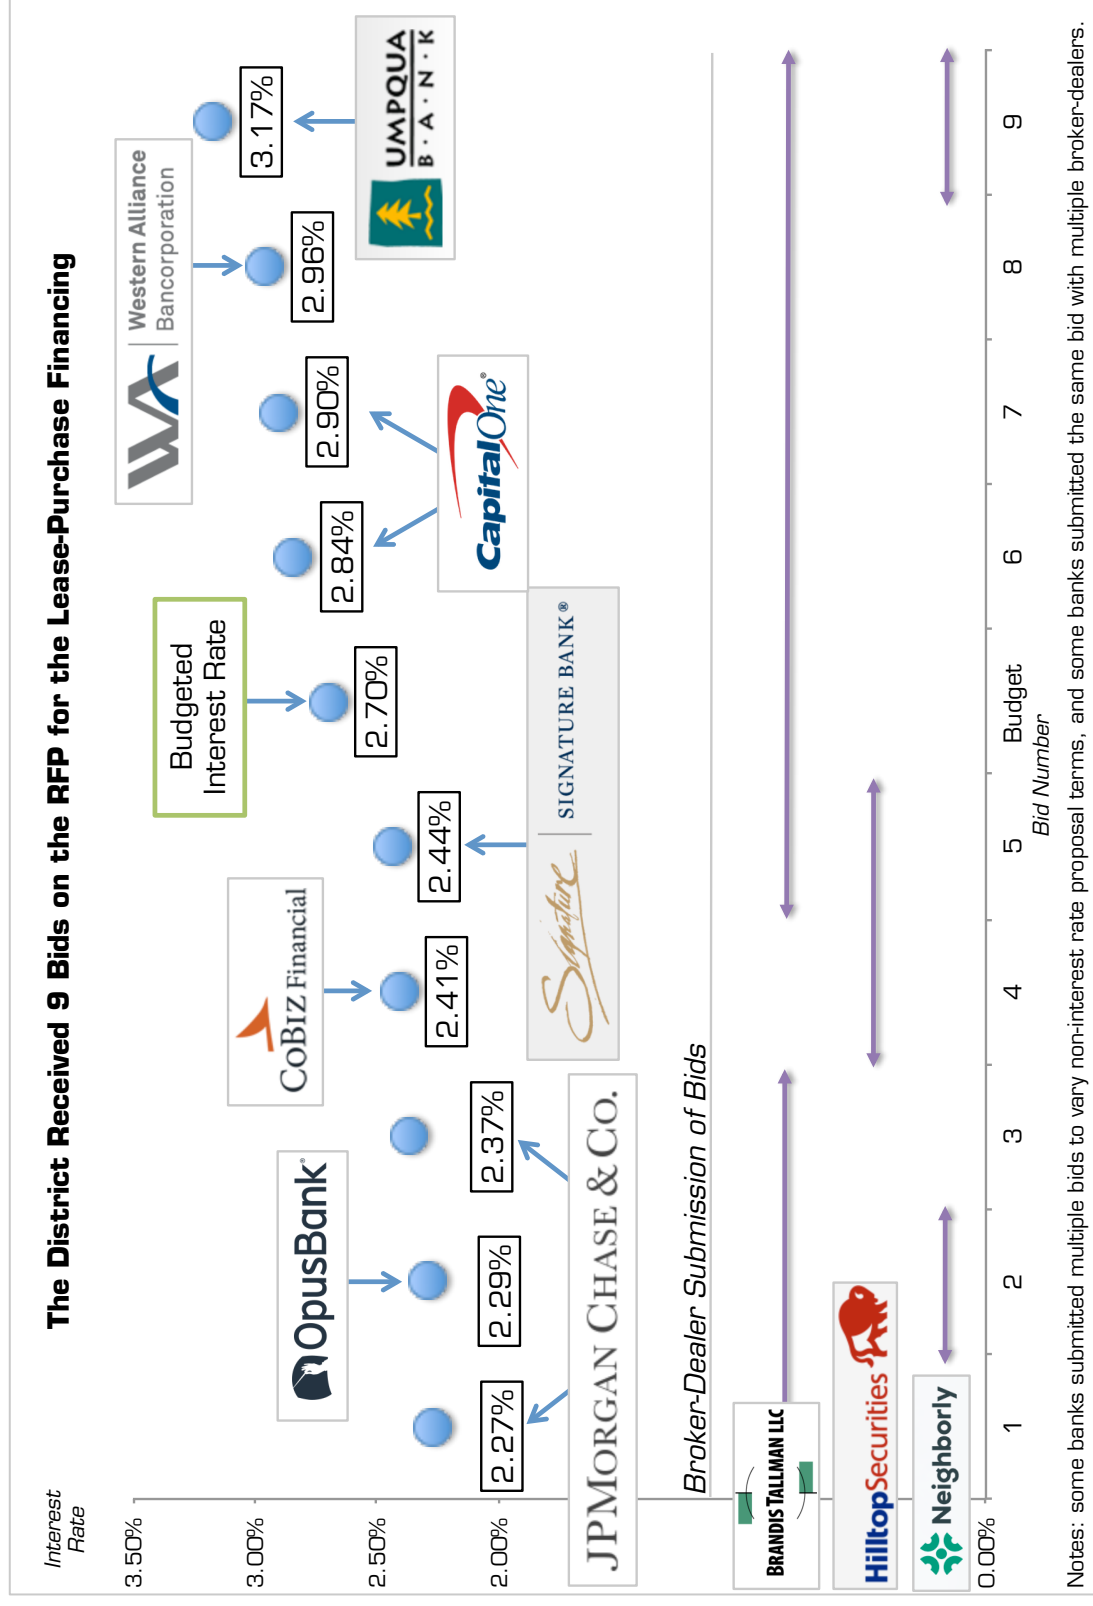 The District Received 9 Bids on the RFP for the Lease-Purchase Financing
Interest
Rate
3.50%
3.00%
2.50%
2.00%
0.00%
OpusBank®
CoBiz Financial
Budgeted
Interest Rate
Western Alliance
Bancorporation
2.27%
2.29%
2.37%
2.41%
2.44%
2.70%
2.84%
2.90%
2.96%
3.17%
JPMORGAN CHASE & CO.
Signature
SIGNATURE BANK®
CapitalOne®
UMPQUA
B·A·N·K
Broker-Dealer Submission of Bids
BRANDIS TALLMAN LLC
HilltopSecurities
Neighborly
1
2
3
4
5
Budget
6
7
8
9
Bid Number
Notes: some banks submitted multiple bids to vary non-interest rate proposal terms, and some banks submitted the same bid with multiple broker-dealers.